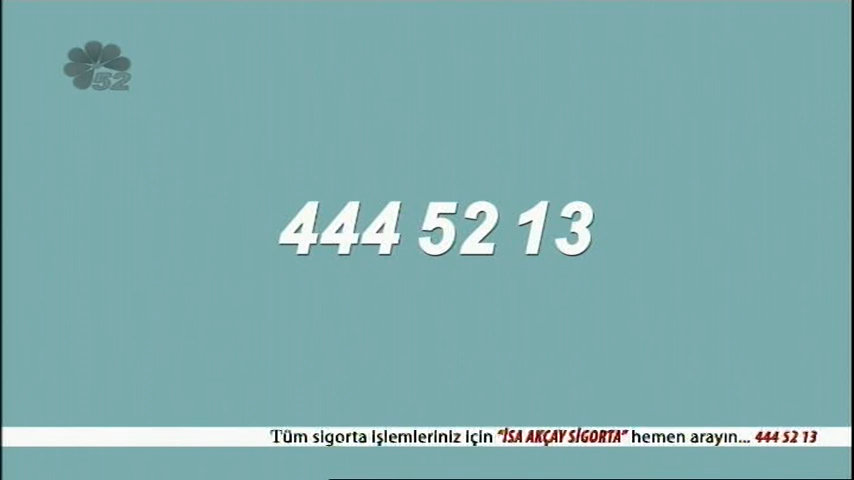 52
444 52 13
Tüm sigorta işlemleriniz için "İSA AKÇAY SİGORTA" hemen arayın... 444 52 13